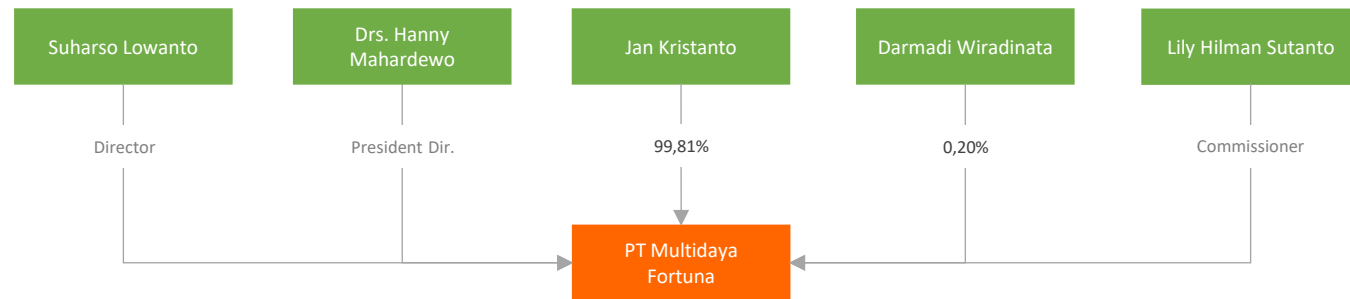 Suharso Lowanto
Drs. Hanny
Mahardewo
Jan Kristanto
Darmadi Wiradinata
Lily Hilman Sutanto
Director
President Dir.
99,81%
0,20%
Commissioner
PT Multidaya
Fortuna